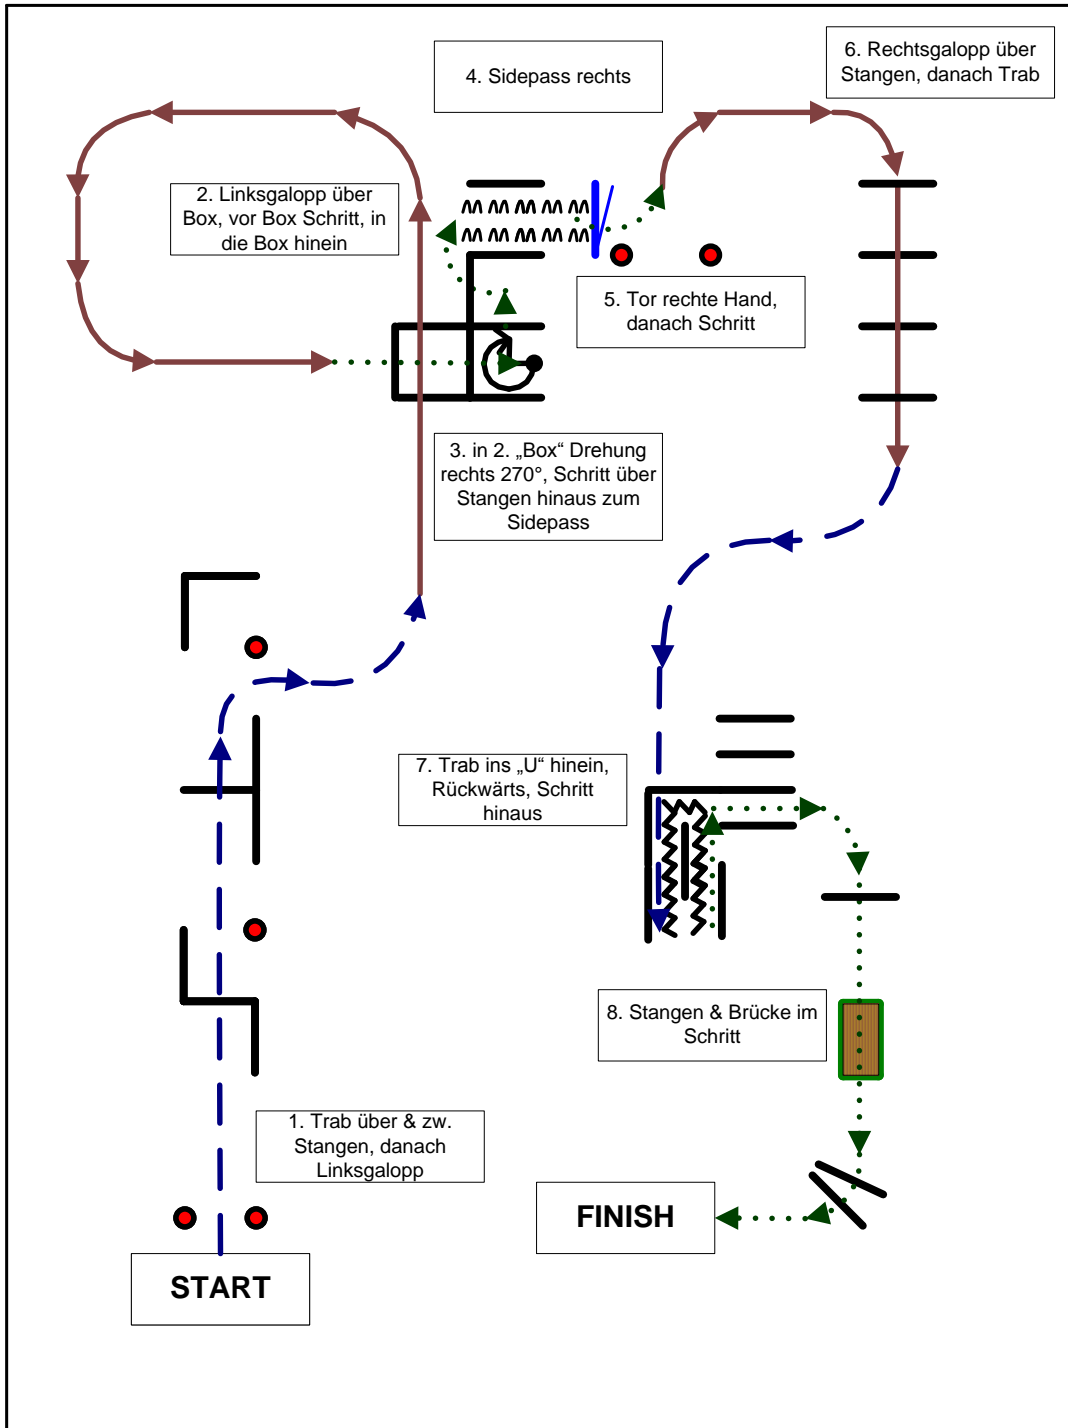 START
1. Trab über & zw.
Stangen, danach
Linksgalopp
2. Linksgalopp über
Box, vor Box Schritt, in
die Box hinein
3. in 2. „Box“ Drehung
rechts 270°, Schritt über
Stangen hinaus zum
Sidepass
4. Sidepass rechts
5. Tor rechte Hand,
danach Schritt
6. Rechtsgalopp über
Stangen, danach Trab
7. Trab ins „U“ hinein,
Rückwärts, Schritt
hinaus
8. Stangen & Brücke im
Schritt
FINISH